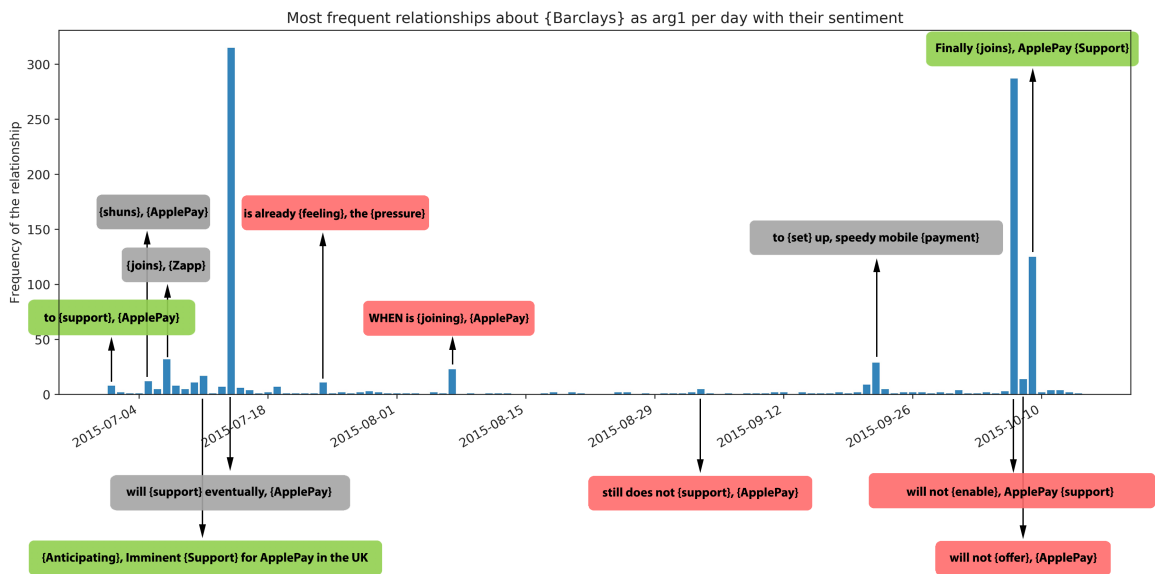 Most frequent relationships about {Barclays} as arg1 per day with their sentiment
Finally {joins}, ApplePay {Support}
300
250
200
150
100
50
0
Frequency of the relationship
{shuns}, {ApplePay}
is already {feeling}, the {pressure}
to {set} up, speedy mobile {payment}
{joins}, {Zapp}
to {support}, {ApplePay}
WHEN is {joining}, {ApplePay}
2015-07-04
2015-07-18
2015-08-01
2015-08-15
2015-08-29
2015-09-12
2015-09-26
2015-10-10
will {support} eventually, {ApplePay}
still does not {support}, {ApplePay}
will not {enable}, ApplePay {support}
{Anticipating}, Imminent {Support} for ApplePay in the UK
will not {offer}, {ApplePay}